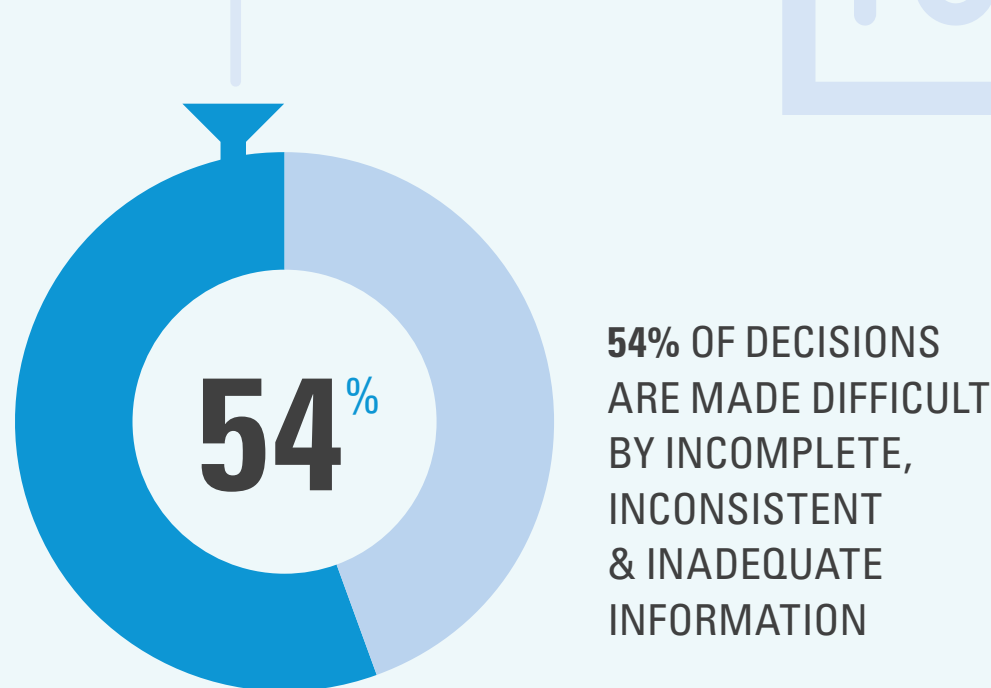 54%
54% OF DECISIONS
ARE MADE DIFFICULT
BY INCOMPLETE,
INCONSISTENT
& INADEQUATE
INFORMATION